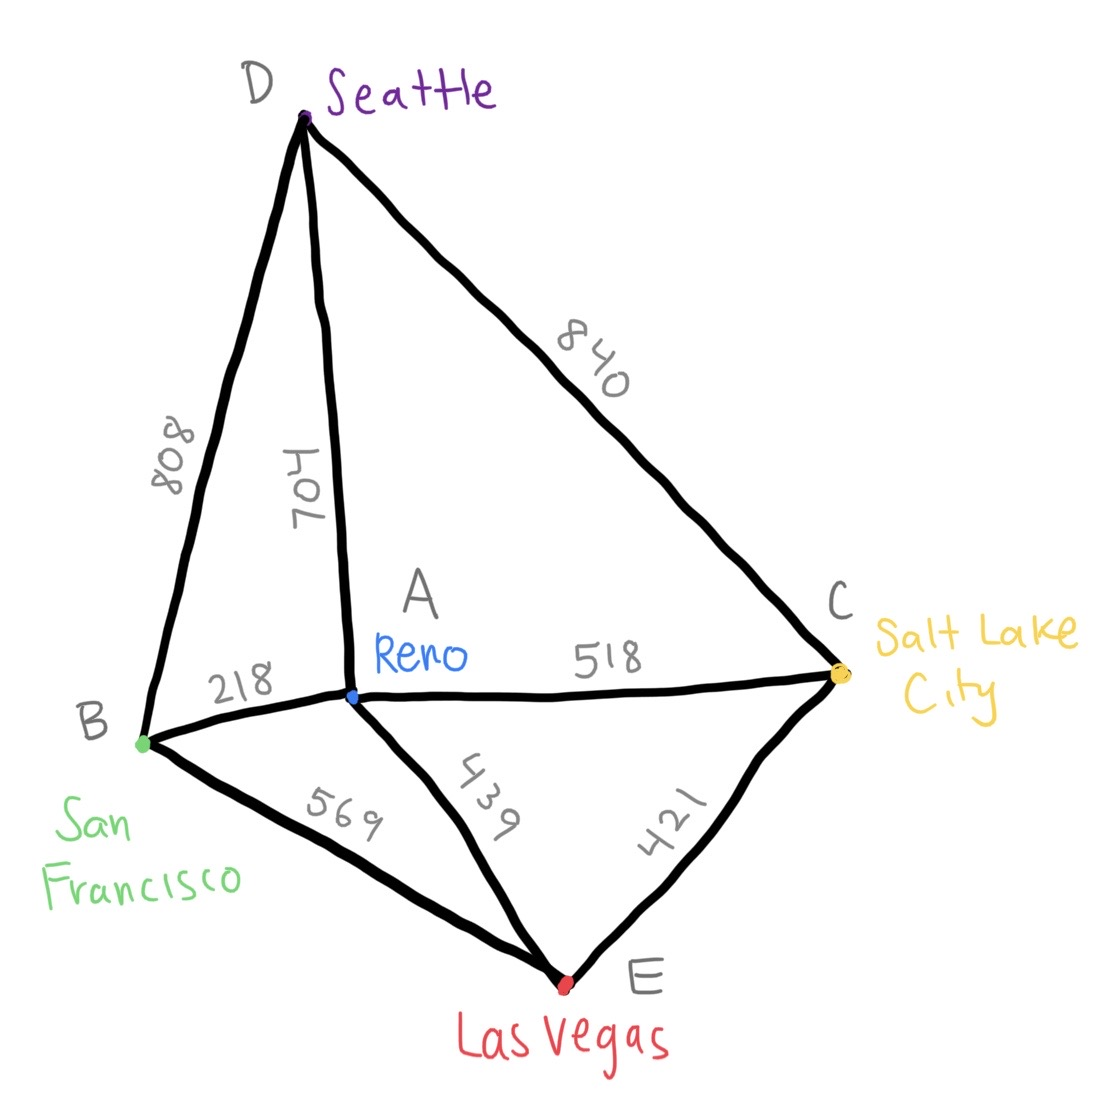 D
Seattle
840
808
704
A
C
Reno
518
Salt Lake
City
218
B
439
569
421
San
Francisco
E
Las Vegas